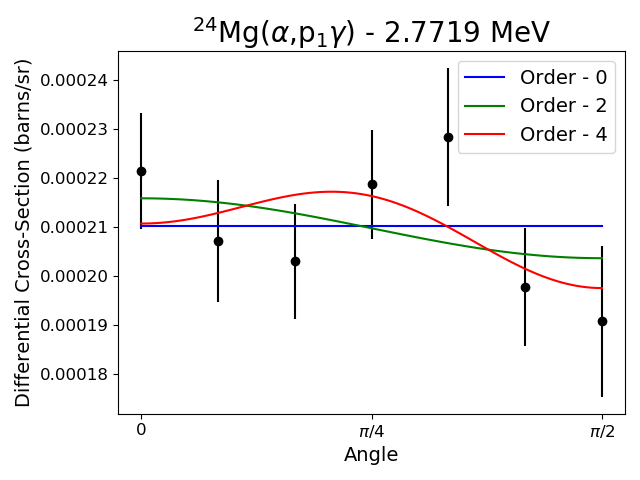 ²⁴Mg(α,p₁γ) - 2.7719 MeV
Order - 0
Order - 2
Order - 4
Differential Cross-Section (barns/sr)
0.00024
0.00023
0.00022
0.00021
0.00020
0.00019
0.00018
0
π/4
π/2
Angle